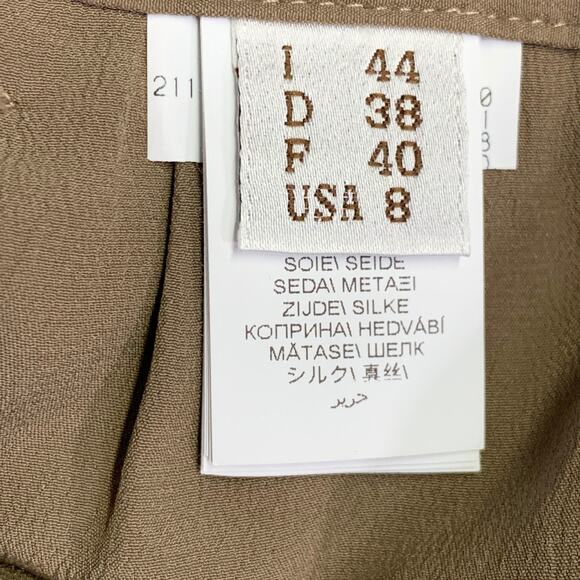 I 44
D 38
F 40
USA 8
211
0
SOIE\ SEIDE
SEDA\ ΜΕΤΑΞΙ
ZIJDE\ SILKE
КОПРИНА\ HEDVÁBÍ
MĂTASE\ ШЕЛК
シルク\ 真丝\
حرير